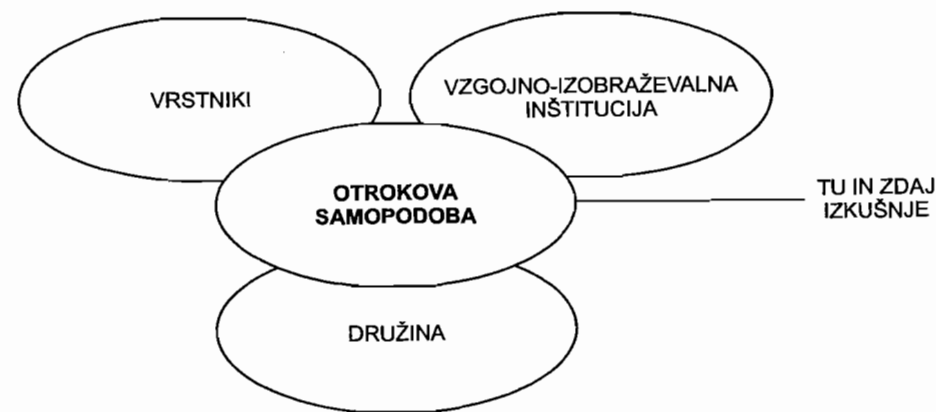 VRSTNIKI
VZGOJNO-IZOBRAŽEVALNA
INŠTITUCIJA
OTROKOVA
SAMOPODOBA
TU IN ZDAJ
IZKUŠNJE
DRUŽINA